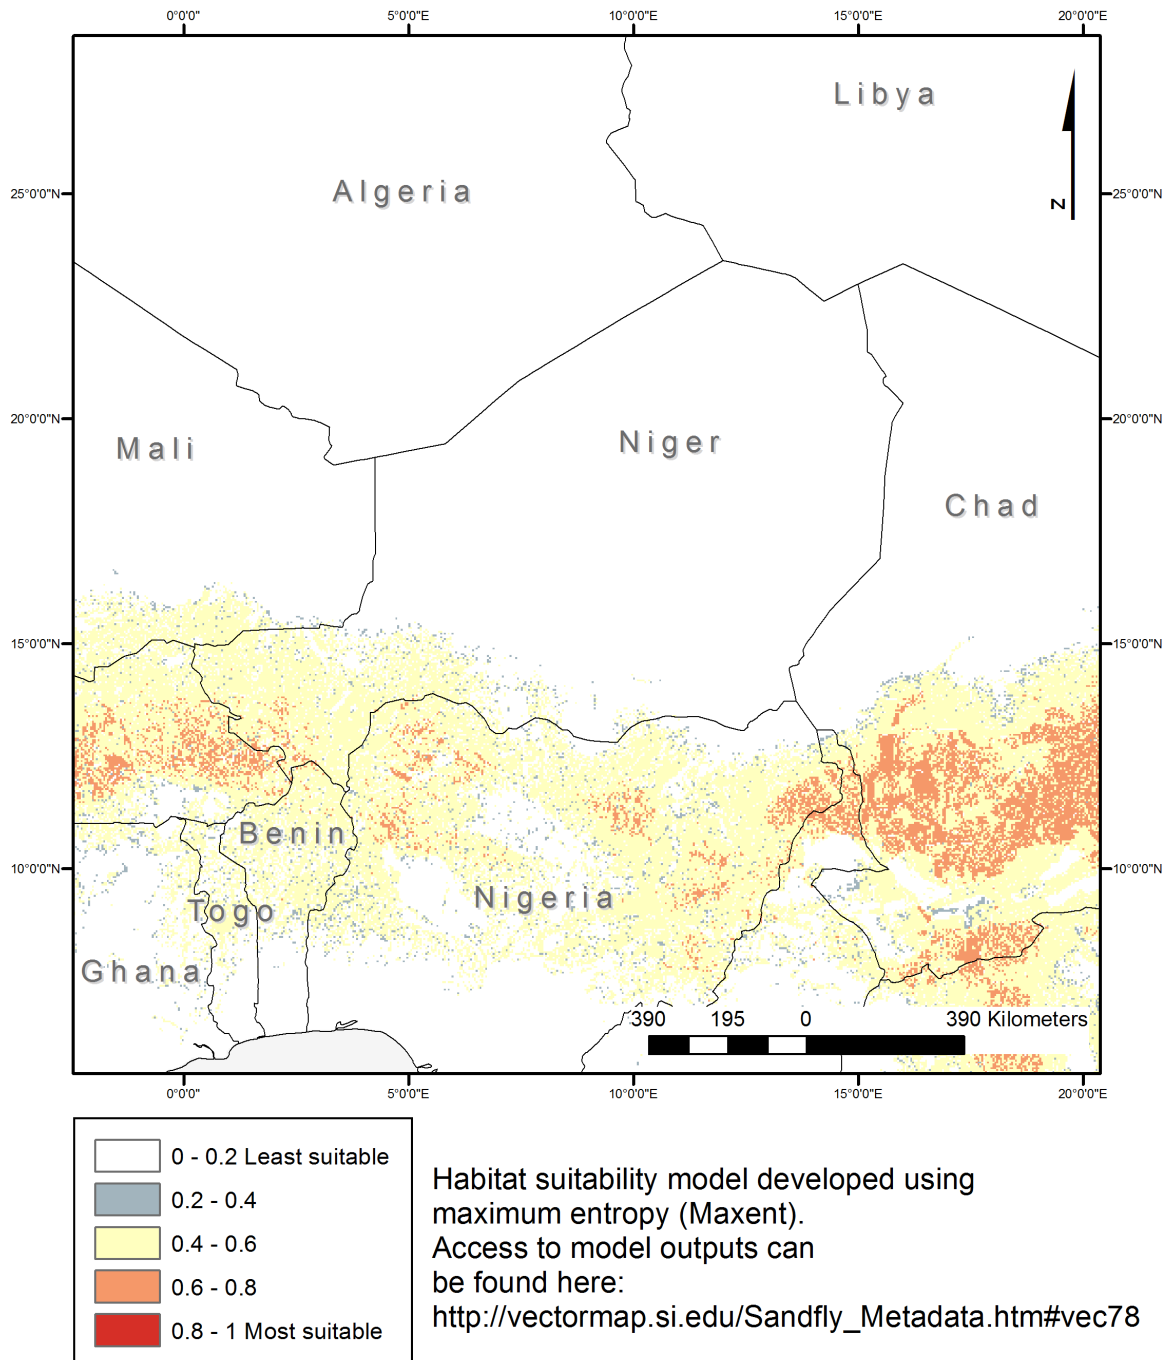 0°0'0" 5°0'0"E 10°0'0"E 15°0'0"E 20°0'0"E
Libya
Algeria
25°0'0"N 25°0'0"N
N
20°0'0"N 20°0'0"N
Mali
Niger
Chad
15°0'0"N 15°0'0"N
Benin
10°0'0"N 10°0'0"N
Nigeria
Togo
Ghana
390 195 0 390 Kilometers
0°0'0" 5°0'0"E 10°0'0"E 15°0'0"E 20°0'0"E
0 - 0.2 Least suitable
0.2 - 0.4
0.4 - 0.6
0.6 - 0.8
0.8 - 1 Most suitable
Habitat suitability model developed using
maximum entropy (Maxent).
Access to model outputs can
be found here:
http://vectormap.si.edu/Sandfly_Metadata.htm#vec78